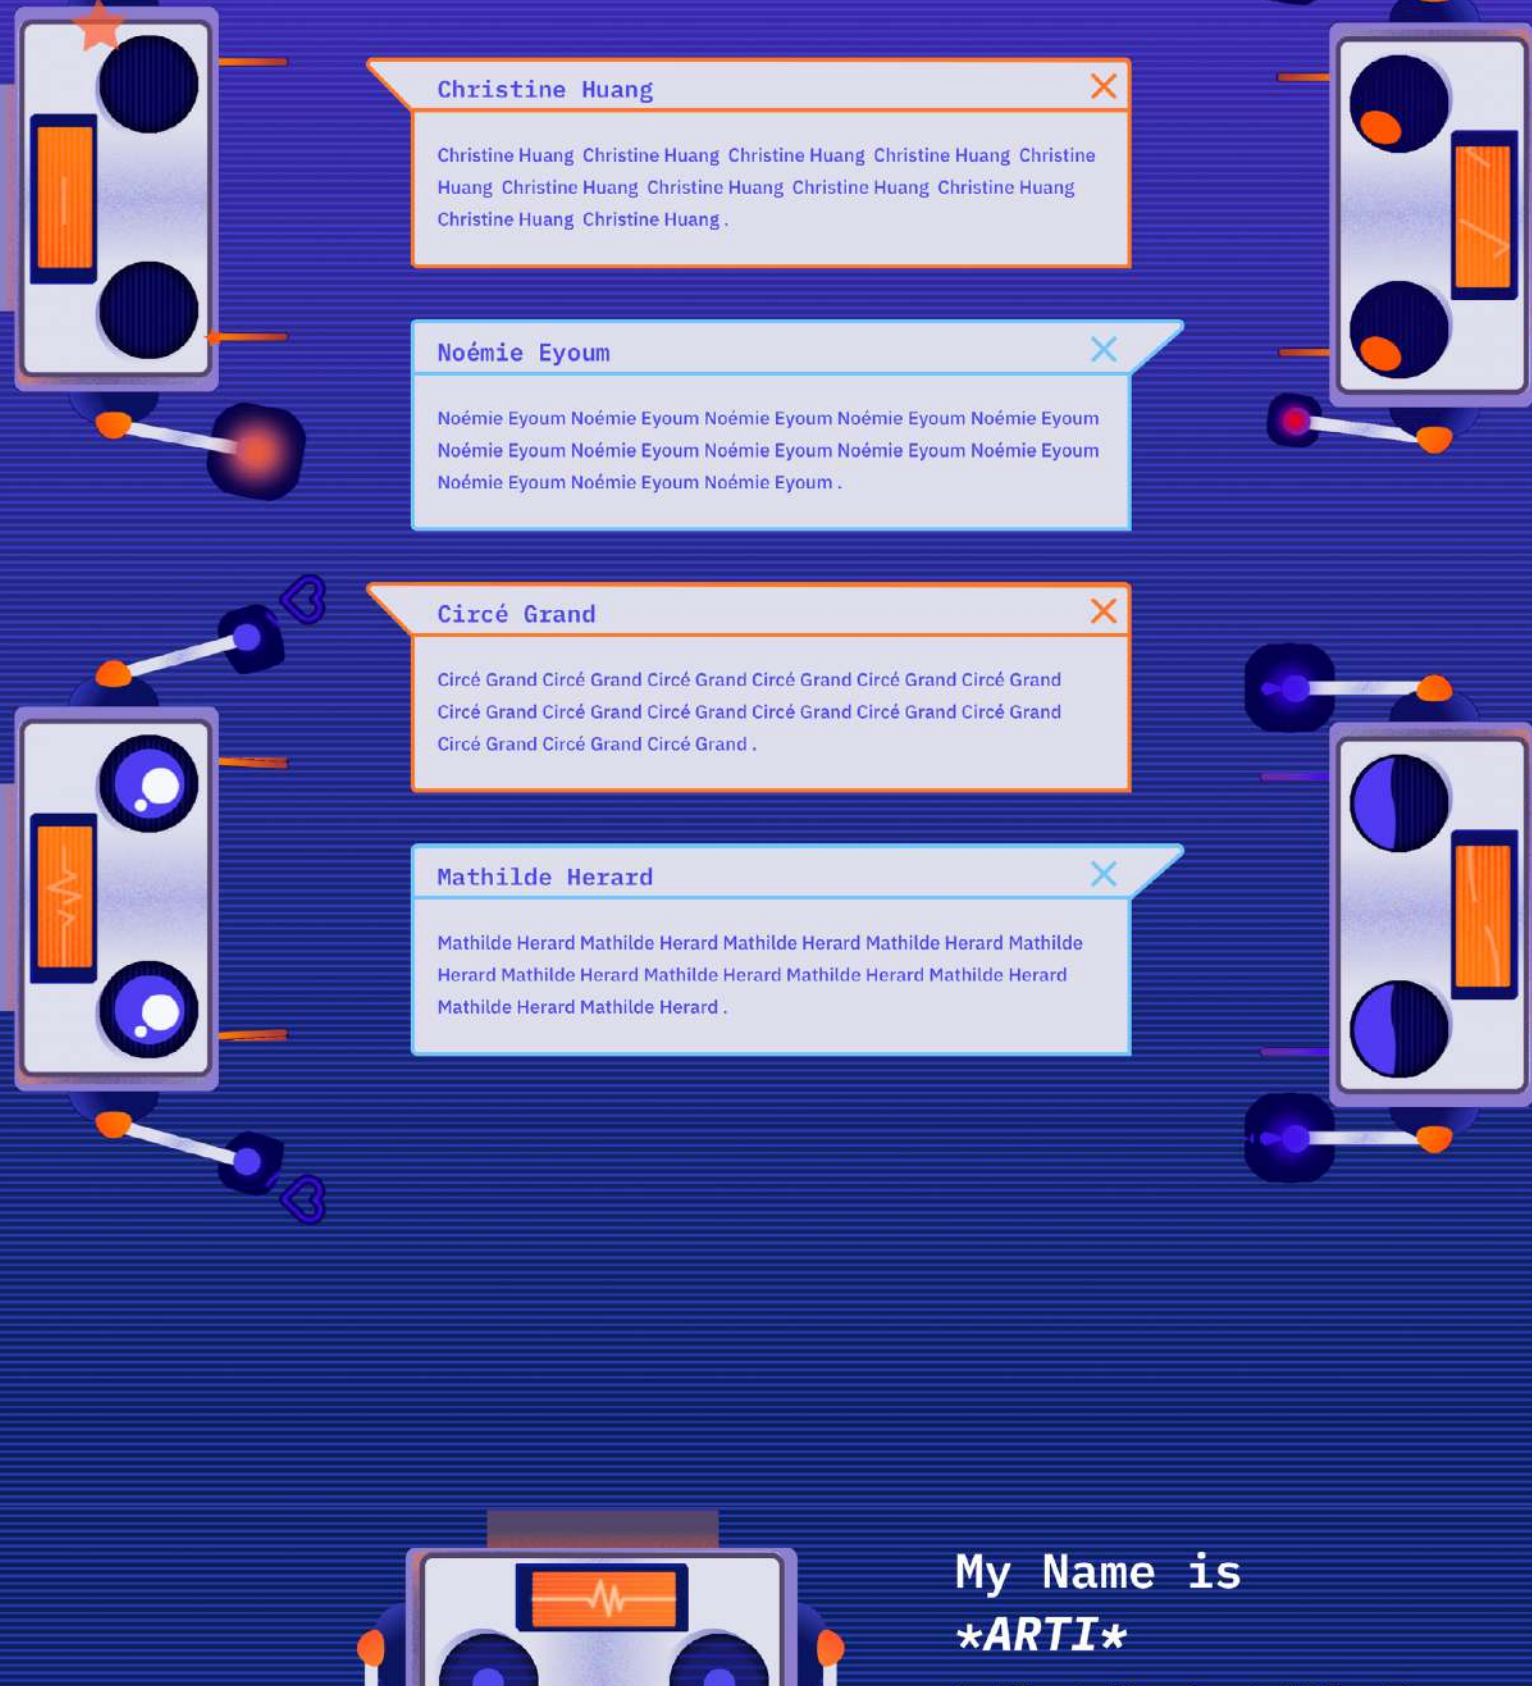 Christine Huang
Christine Huang Christine Huang Christine Huang Christine Huang Christine
Huang Christine Huang Christine Huang Christine Huang Christine Huang
Christine Huang Christine Huang .
Noémie Eyoum
Noémie Eyoum Noémie Eyoum Noémie Eyoum Noémie Eyoum Noémie Eyoum
Noémie Eyoum Noémie Eyoum Noémie Eyoum Noémie Eyoum Noémie Eyoum
Noémie Eyoum Noémie Eyoum Noémie Eyoum .
Circé Grand
Circé Grand Circé Grand Circé Grand Circé Grand Circé Grand Circé Grand
Circé Grand Circé Grand Circé Grand Circé Grand Circé Grand Circé Grand
Circé Grand Circé Grand Circé Grand .
Mathilde Herard
Mathilde Herard Mathilde Herard Mathilde Herard Mathilde Herard Mathilde
Herard Mathilde Herard Mathilde Herard Mathilde Herard Mathilde Herard
Mathilde Herard Mathilde Herard .
My Name is
*ARTI*